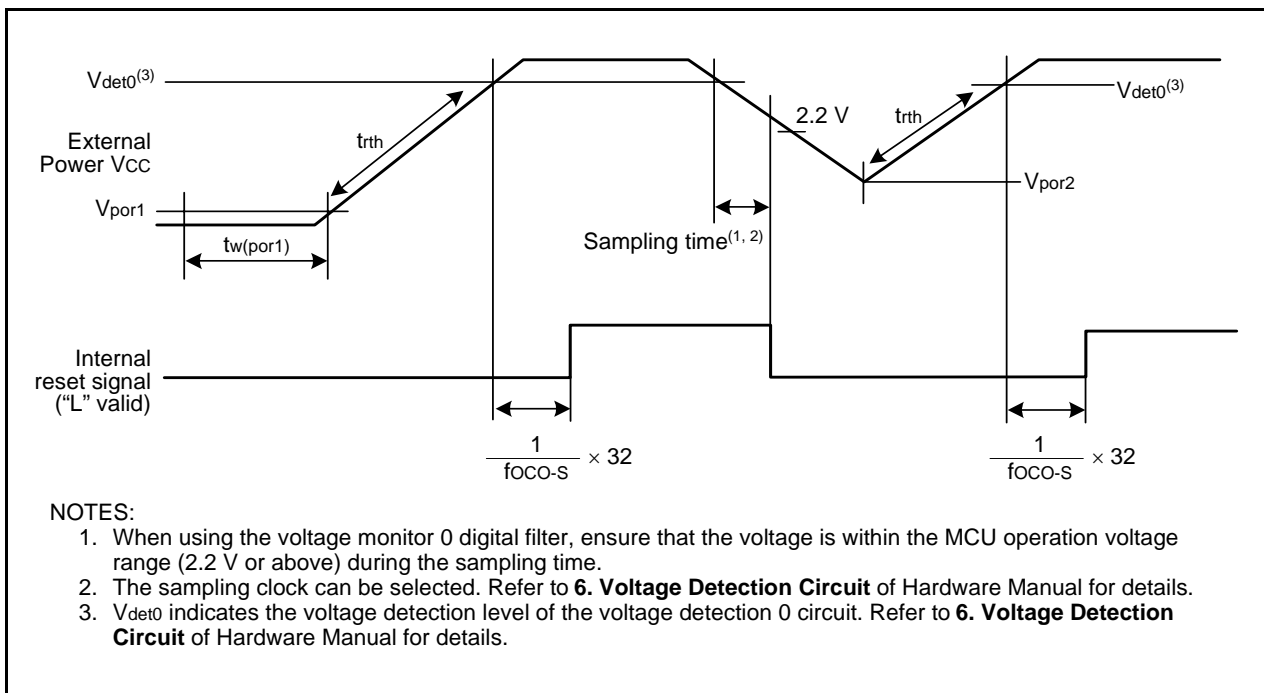 Vdet0(3)
2.2 V
Vdet0(3)
trth
trth
External
Power VCC
Vpor2
Vpor1
Sampling time(1, 2)
tw(por1)
Internal
reset signal
(“L” valid)
1
fOCO-S
× 32
1
fOCO-S
× 32
NOTES:
1. When using the voltage monitor 0 digital filter, ensure that the voltage is within the MCU operation voltage
range (2.2 V or above) during the sampling time.
2. The sampling clock can be selected. Refer to 6. Voltage Detection Circuit of Hardware Manual for details.
3. Vdet0 indicates the voltage detection level of the voltage detection 0 circuit. Refer to 6. Voltage Detection
Circuit of Hardware Manual for details.